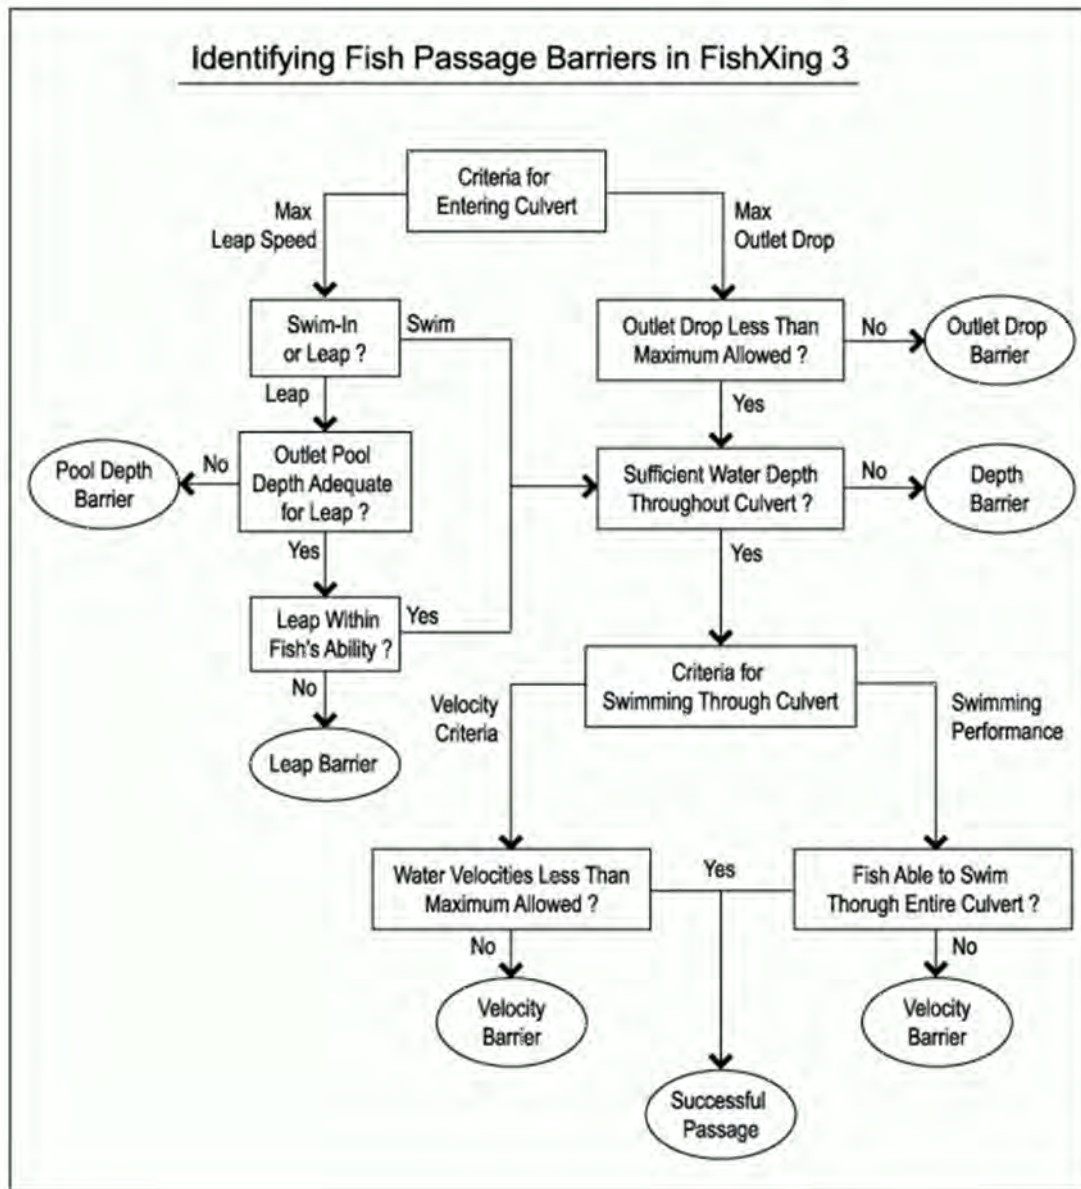 Identifying Fish Passage Barriers in FishXing 3
Criteria for
Entering Culvert
Max
Leap Speed
Max
Outlet Drop
Swim-In
or Leap ?
Swim
Outlet Drop Less Than
Maximum Allowed ?
No
Outlet Drop
Barrier
Leap
Yes
Pool Depth
Barrier
No
Outlet Pool
Depth Adequate
for Leap ?
Sufficient Water Depth
Throughout Culvert ?
No
Depth
Barrier
Yes
Yes
Leap Within
Fish's Ability ?
Yes
No
Leap Barrier
Criteria for
Swimming Through Culvert
Velocity
Criteria
Swimming
Performance
Water Velocities Less Than
Maximum Allowed ?
Yes
Fish Able to Swim
Thorugh Entire Culvert ?
No
No
Velocity
Barrier
Velocity
Barrier
Successful
Passage